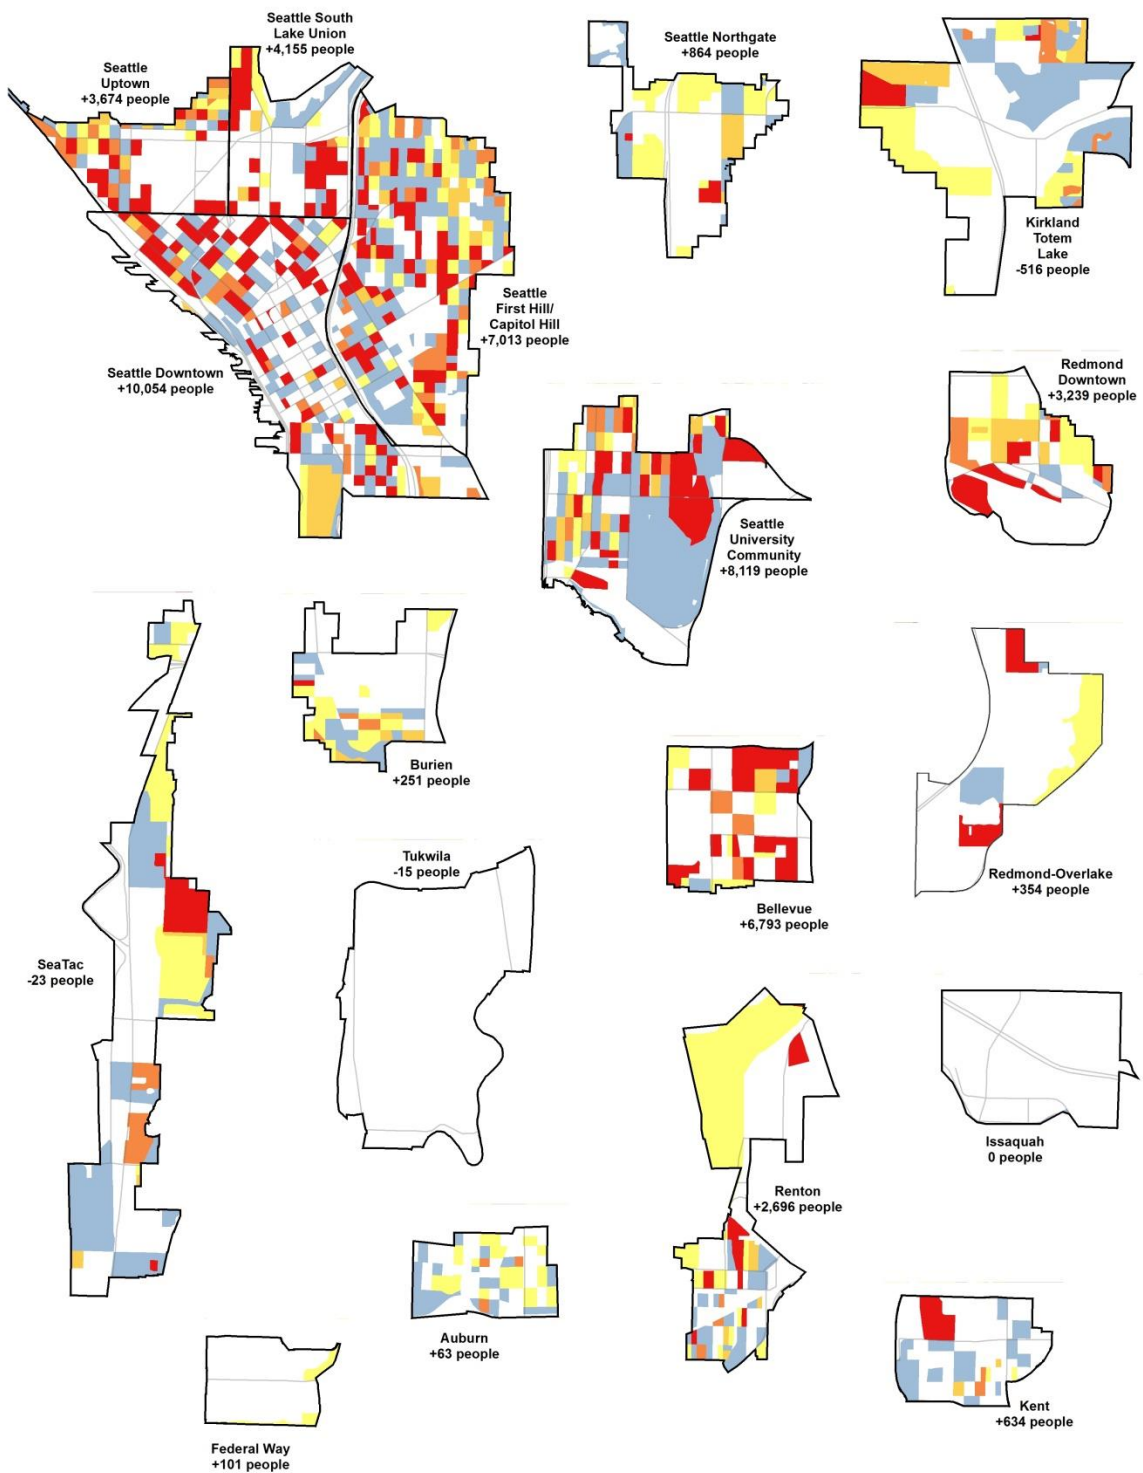 Seattle South
Lake Union
+4,155 people
Seattle
Uptown
+3,674 people
Seattle Northgate
+864 people
Kirkland
Totem
Lake
-516 people
Seattle
First Hill/
Capitol Hill
+7,013 people
Seattle Downtown
+10,054 people
Redmond
Downtown
+3,239 people
Seattle
University
Community
+8,119 people
Burien
+251 people
Tukwila
-15 people
Bellevue
+6,793 people
Redmond-Overlake
+354 people
SeaTac
-23 people
Issaquah
0 people
Renton
+2,696 people
Auburn
+63 people
Kent
+634 people
Federal Way
+101 people